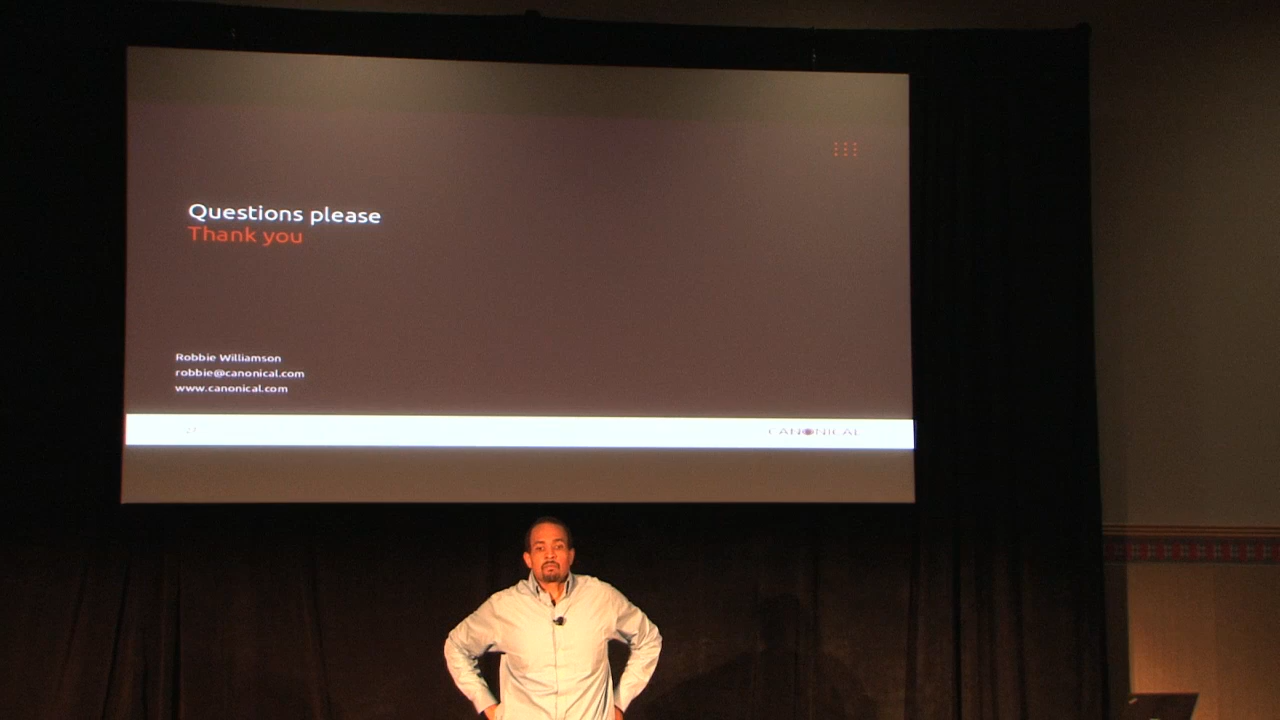 Questions please
Thank you
Robbie Williamson
robbie@canonical.com
www.canonical.com
CANONICAL